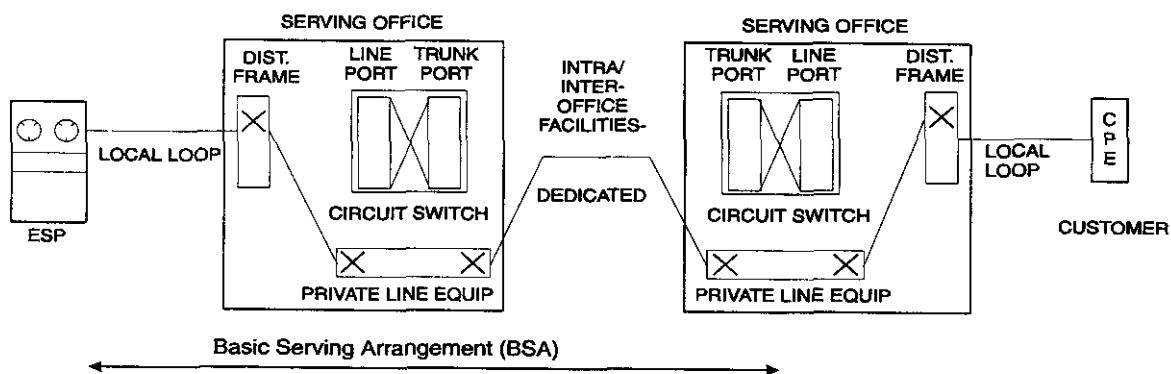 SERVING OFFICE
DIST.
FRAME
LINE
PORT
TRUNK
PORT
LOCAL LOOP
ESP
CIRCUIT SWITCH
PRIVATE LINE EQUIP
INTRA/
INTER-
OFFICE
FACILITIES-
DEDICATED
SERVING OFFICE
TRUNK
PORT
LINE
PORT
DIST.
FRAME
CIRCUIT SWITCH
PRIVATE LINE EQUIP
LOCAL
LOOP
C
P
E
CUSTOMER
Basic Serving Arrangement (BSA)